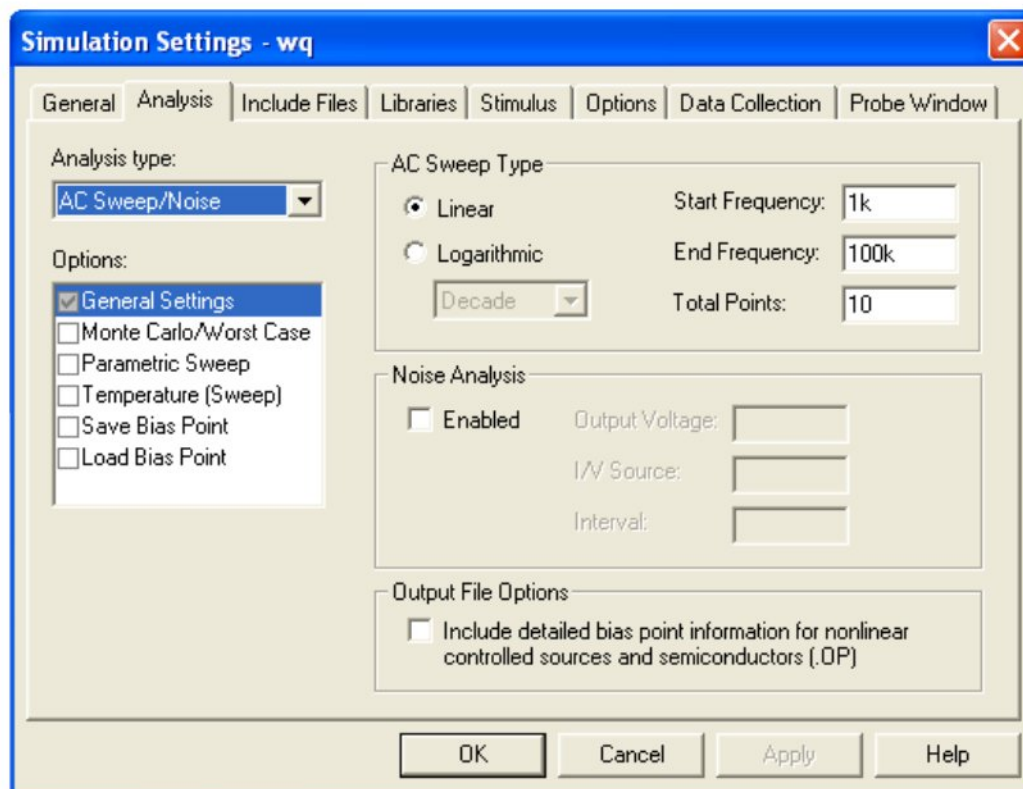 Simulation Settings - wq
General Analysis Include Files Libraries Stimulus Options Data Collection Probe Window
Analysis type:
AC Sweep/Noise
Options:
General Settings
Monte Carlo/Worst Case
Parametric Sweep
Temperature (Sweep)
Save Bias Point
Load Bias Point
AC Sweep Type
Linear
Logarithmic
Decade
Start Frequency: 1k
End Frequency: 100k
Total Points: 10
Noise Analysis
Enabled
Output Voltage:
I/V Source:
Interval:
Output File Options
Include detailed bias point information for nonlinear
controlled sources and semiconductors (.OP)
OK Cancel Apply Help